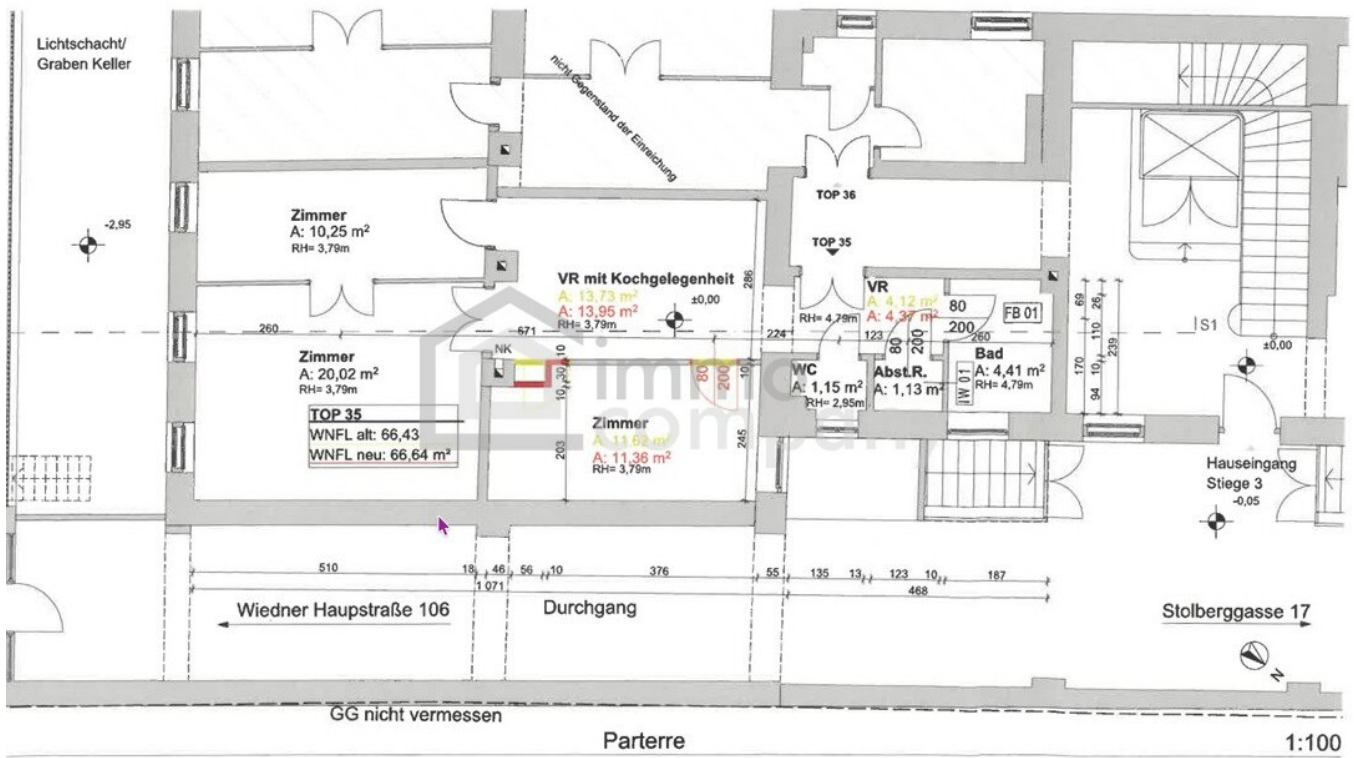 Lichtschacht/
Graben Keller
nicht Gegenstand der Einreichung
-2,95
Zimmer
A: 10,25 m²
RH= 3,79m
TOP 36
TOP 35
VR mit Kochgelegenheit
A: 13,73 m²
A: 13,95 m²
RH= 3,79m
±0,00
286
VR
A: 4,12 m²
A: 4,37 m²
RH= 4,79m
80
200
FB 01
69
26
110
239
170
10
94
S1
±0,00
260
671
224
123
260
Zimmer
A: 20,02 m²
RH= 3,79m
NK
10
30
10
80
200
10
80
200
WC
A: 1,15 m²
RH= 2,95m
Abst.R.
A: 1,13 m²
IW 01
Bad
A: 4,41 m²
RH= 4,79m
immo
company
TOP 35
WNFL alt: 66,43
WNFL neu: 66,64 m²
Zimmer
A: 11,62 m²
A: 11,36 m²
RH= 3,79m
203
245
Hauseingang
Stiege 3
-0,05
510
18
46
56
10
376
55
135
13
123
10
187
1 071
468
Wiedner Haupstraße 106
Durchgang
Stolberggasse 17
N
GG nicht vermessen
Parterre
1:100